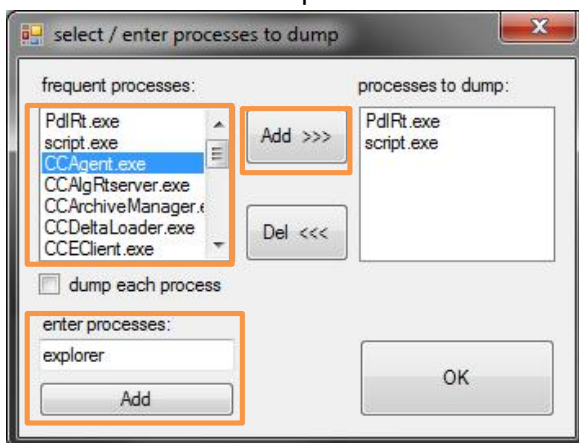 select / enter processes to dump
frequent processes:
PdlRt.exe
script.exe
CCAgent.exe
CCAlgRtserver.exe
CCArchiveManager.e
CCDeltaLoader.exe
CCEClient.exe
Add >>>
Del <<<
processes to dump:
PdlRt.exe
script.exe
dump each process
enter processes:
explorer
Add
OK